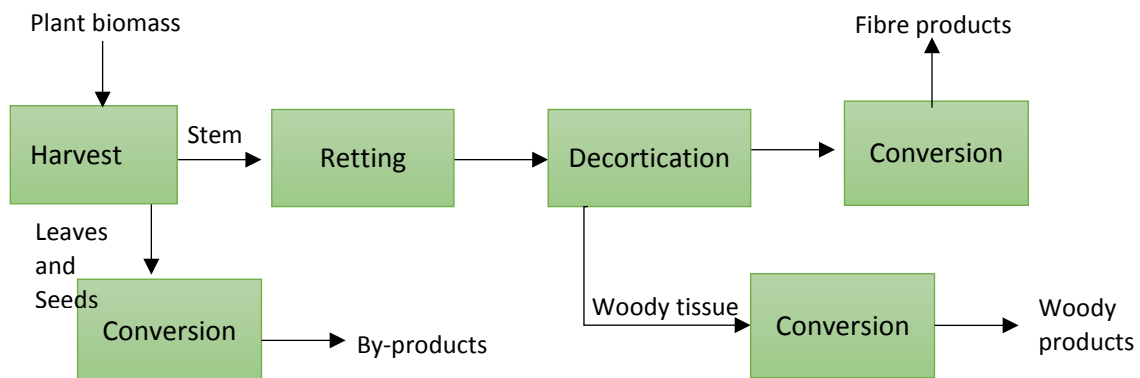 Plant biomass
Fibre products
Harvest
Stem
Retting
Decortication
Conversion
Leaves
and
Seeds
Conversion
By-products
Woody tissue
Conversion
Woody
products